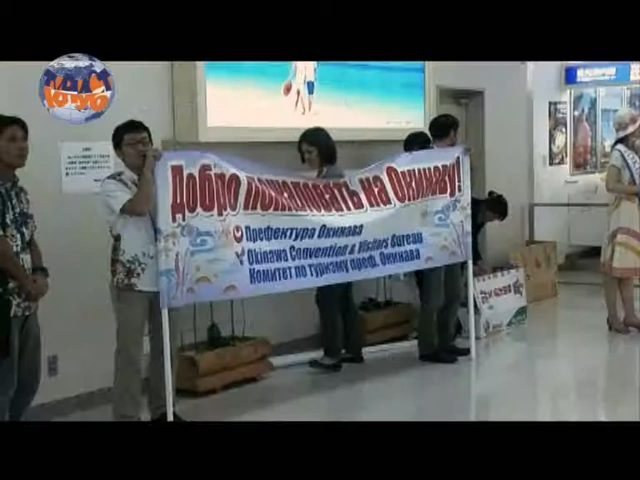 Добро пожаловать на Окинаву!
Префектура Окинава
Okinawa Convention & Visitors Bureau
Комитет по туризму преф. Окинава